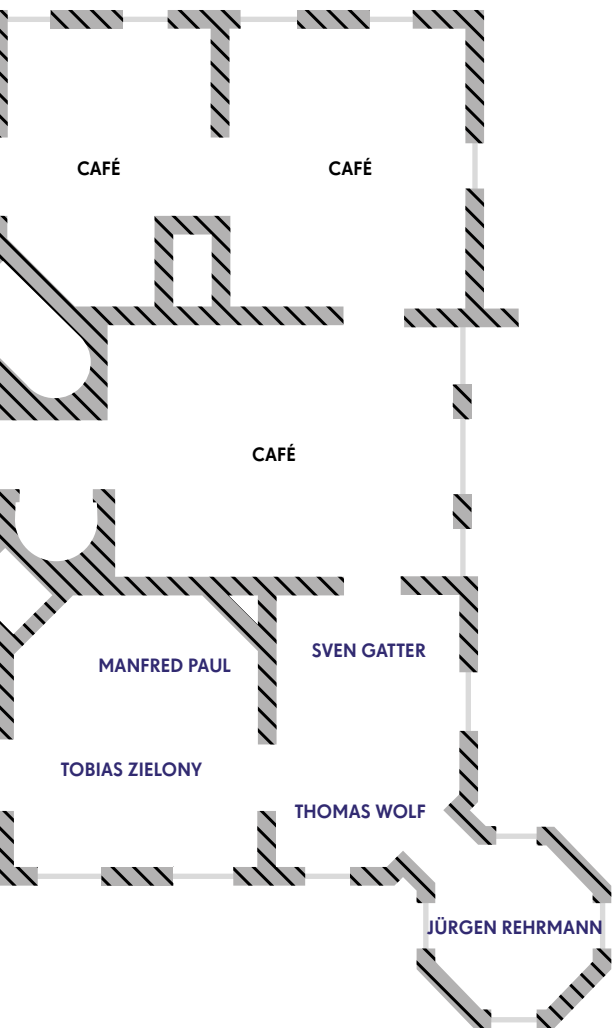 CAFÉ
CAFÉ
CAFÉ
SVEN GATTER
MANFRED PAUL
TOBIAS ZIELONY
THOMAS WOLF
JÜRGEN REHRMANN